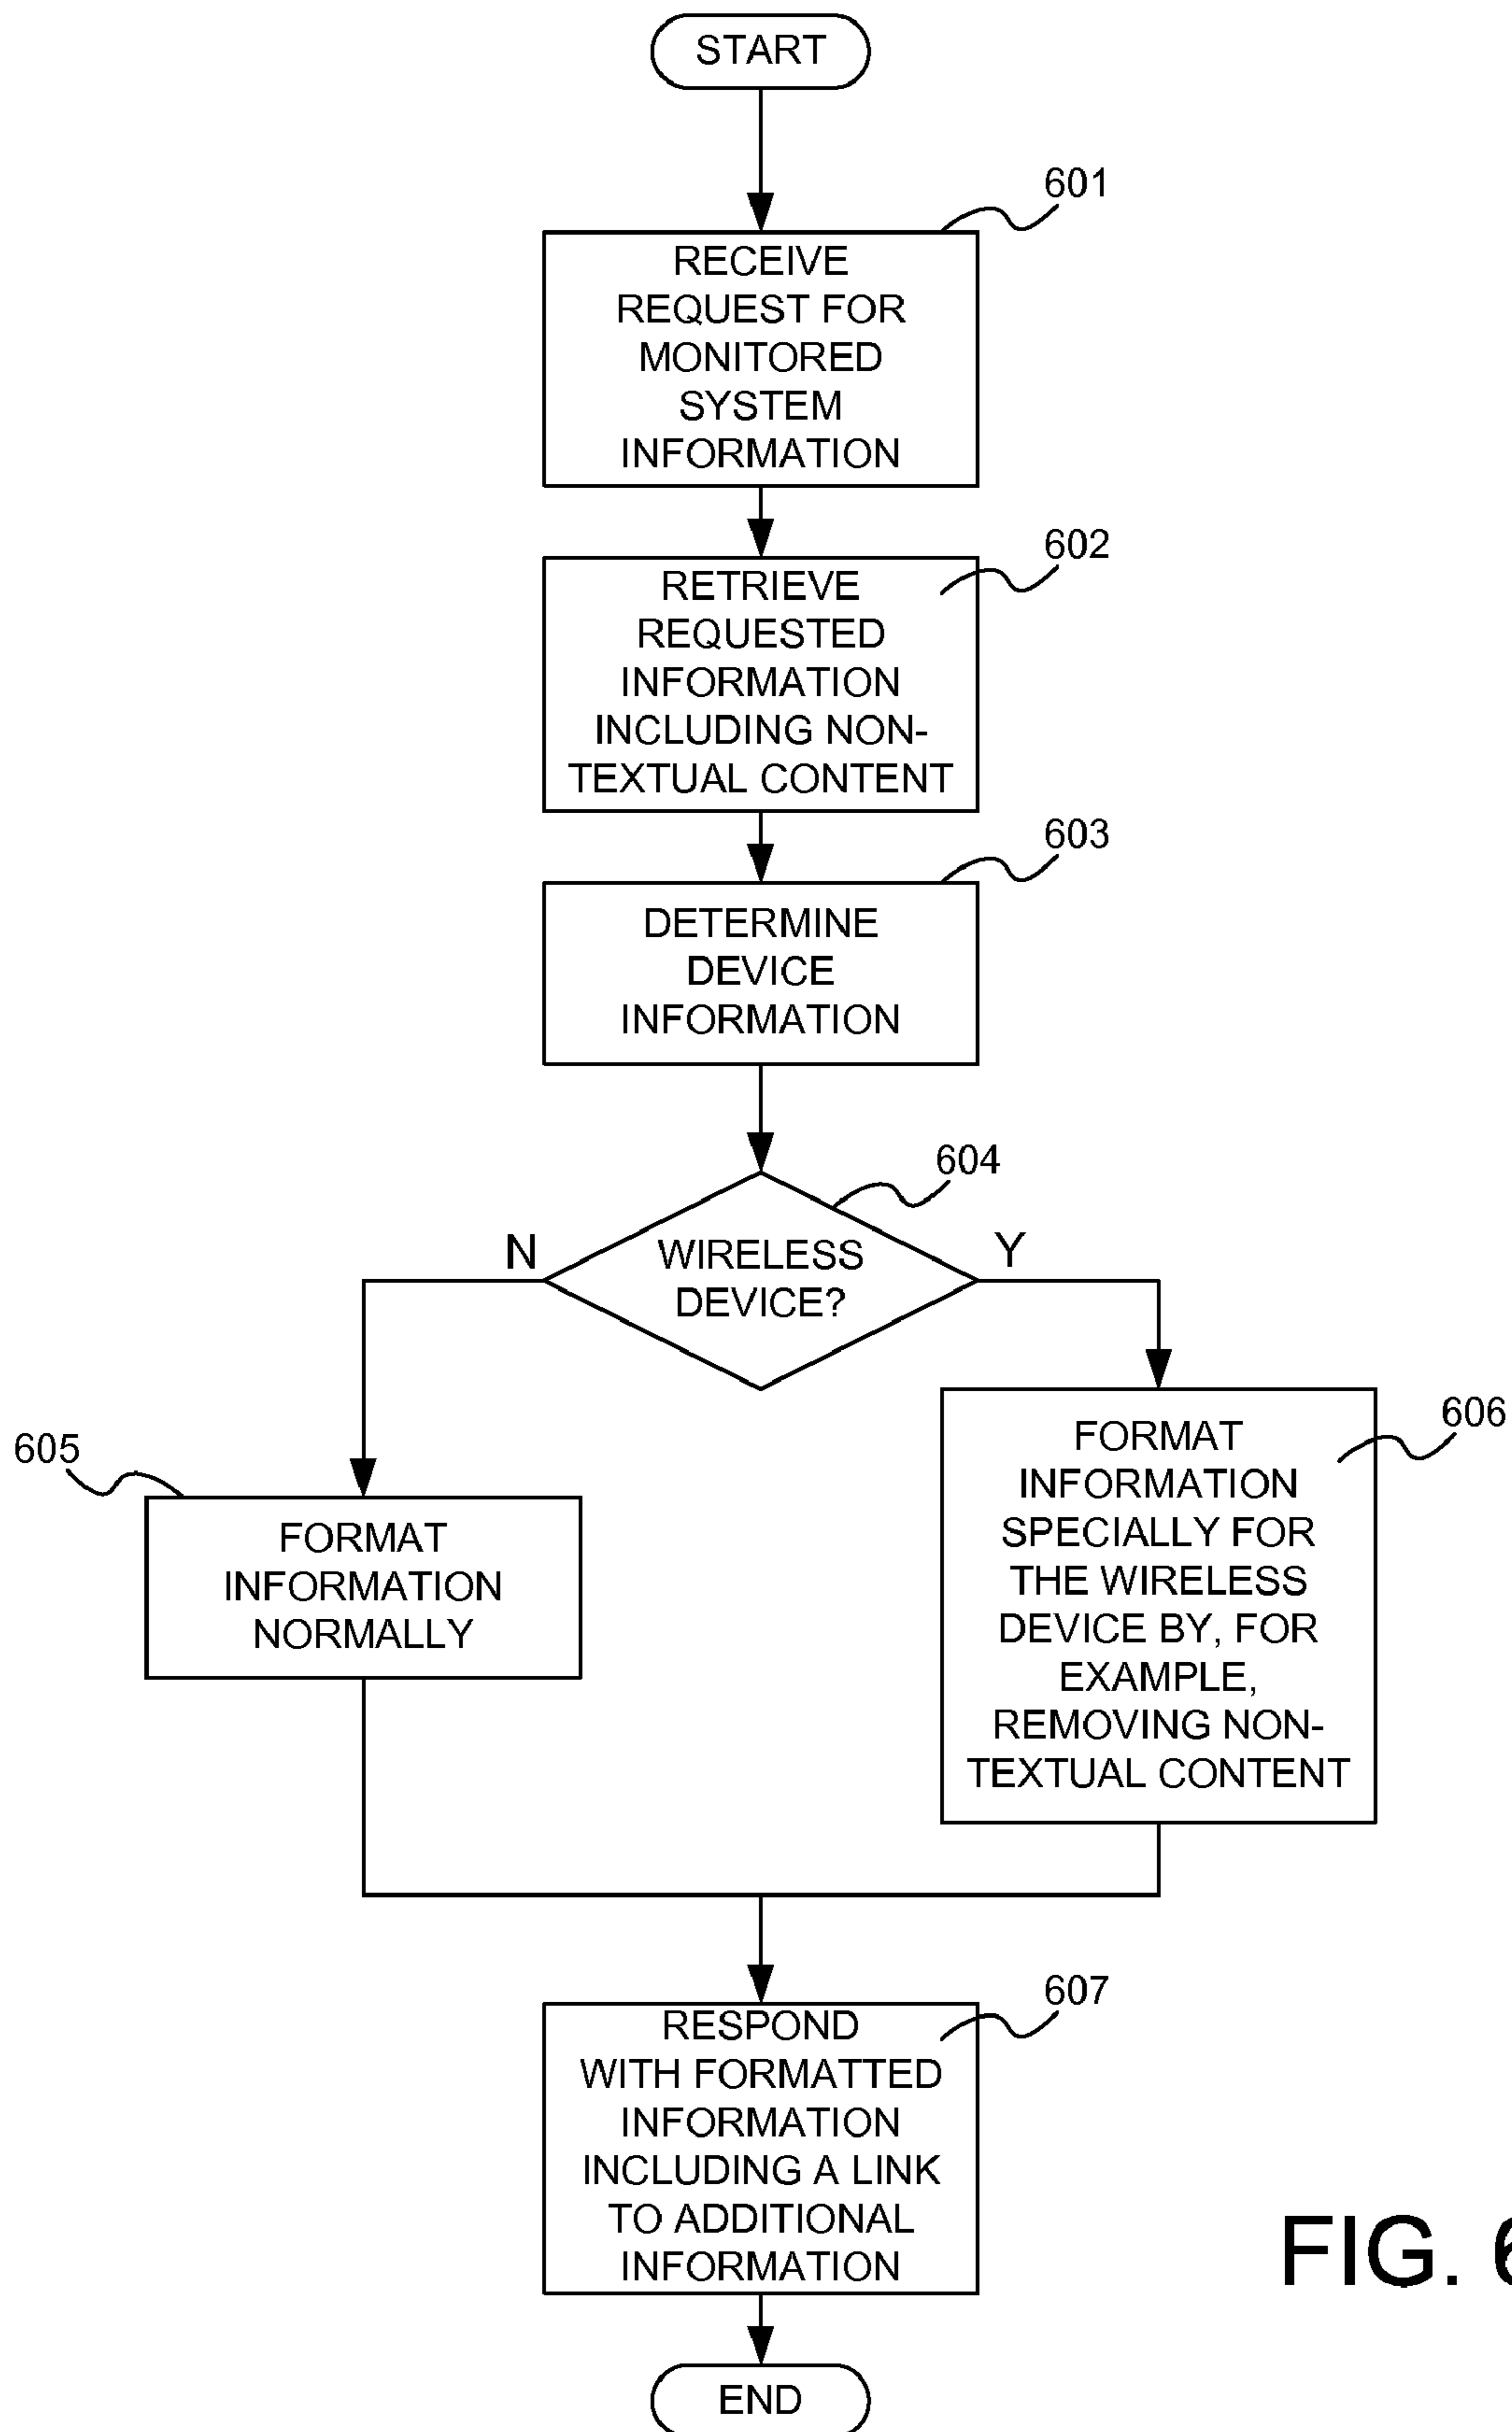 START
601
RECEIVE
REQUEST FOR
MONITORED
SYSTEM
INFORMATION
602
RETRIEVE
REQUESTED
INFORMATION
INCLUDING NON-
TEXTUAL CONTENT
603
DETERMINE
DEVICE
INFORMATION
604
N
WIRELESS
DEVICE?
Y
605
FORMAT
INFORMATION
NORMALLY
606
FORMAT
INFORMATION
SPECIALLY FOR
THE WIRELESS
DEVICE BY, FOR
EXAMPLE,
REMOVING NON-
TEXTUAL CONTENT
607
RESPOND
WITH FORMATTED
INFORMATION
INCLUDING A LINK
TO ADDITIONAL
INFORMATION
FIG. 6
END